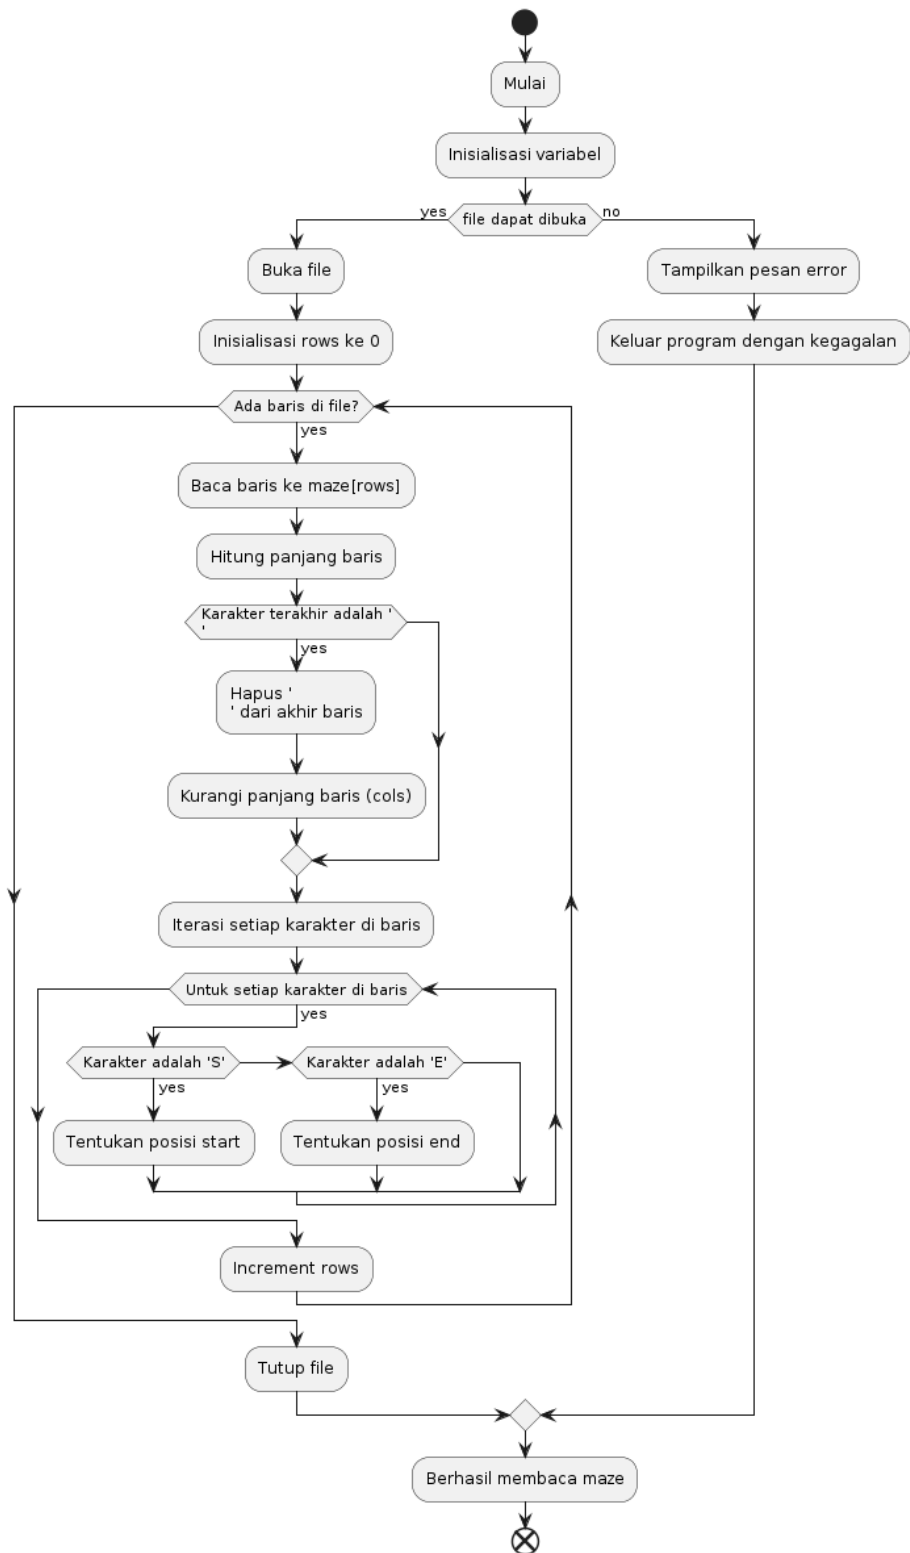 Mulai
Inisialisasi variabel
yes
file dapat dibuka
no
Buka file
Tampilkan pesan error
Inisialisasi rows ke 0
Keluar program dengan kegagalan
Ada baris di file?
yes
Baca baris ke maze[rows]
Hitung panjang baris
Karakter terakhir adalah '
'
yes
Hapus '
' dari akhir baris
Kurangi panjang baris (cols)
Iterasi setiap karakter di baris
Untuk setiap karakter di baris
yes
Karakter adalah 'S'
Karakter adalah 'E'
yes
yes
Tentukan posisi start
Tentukan posisi end
Increment rows
Tutup file
Berhasil membaca maze